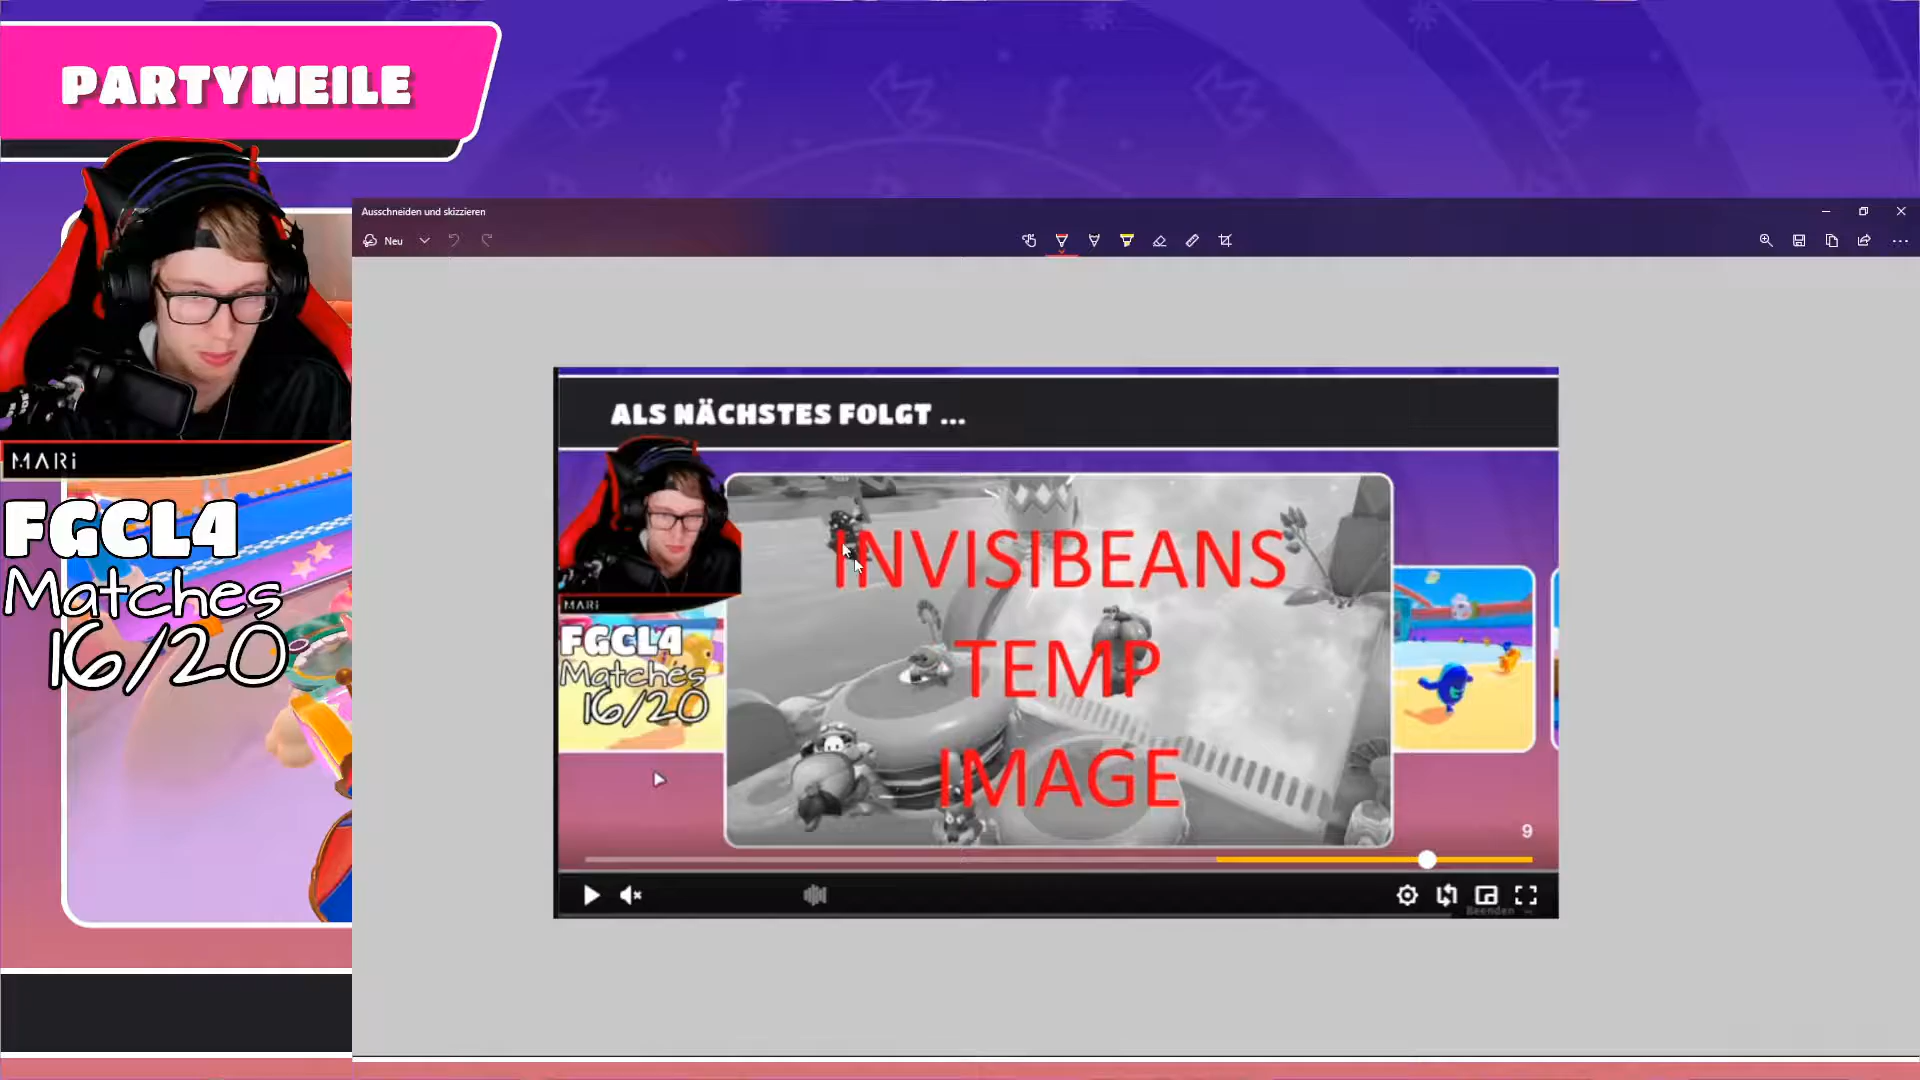 PARTYMEILE
Ausschneiden und skizzieren
Neu
MARi
FGCL4
Matches
16/20
ALS NÄCHSTES FOLGT ...
MARi
FGCL4
Matches
16/20
INVISIBEANS
TEMP
IMAGE
9
Beenden